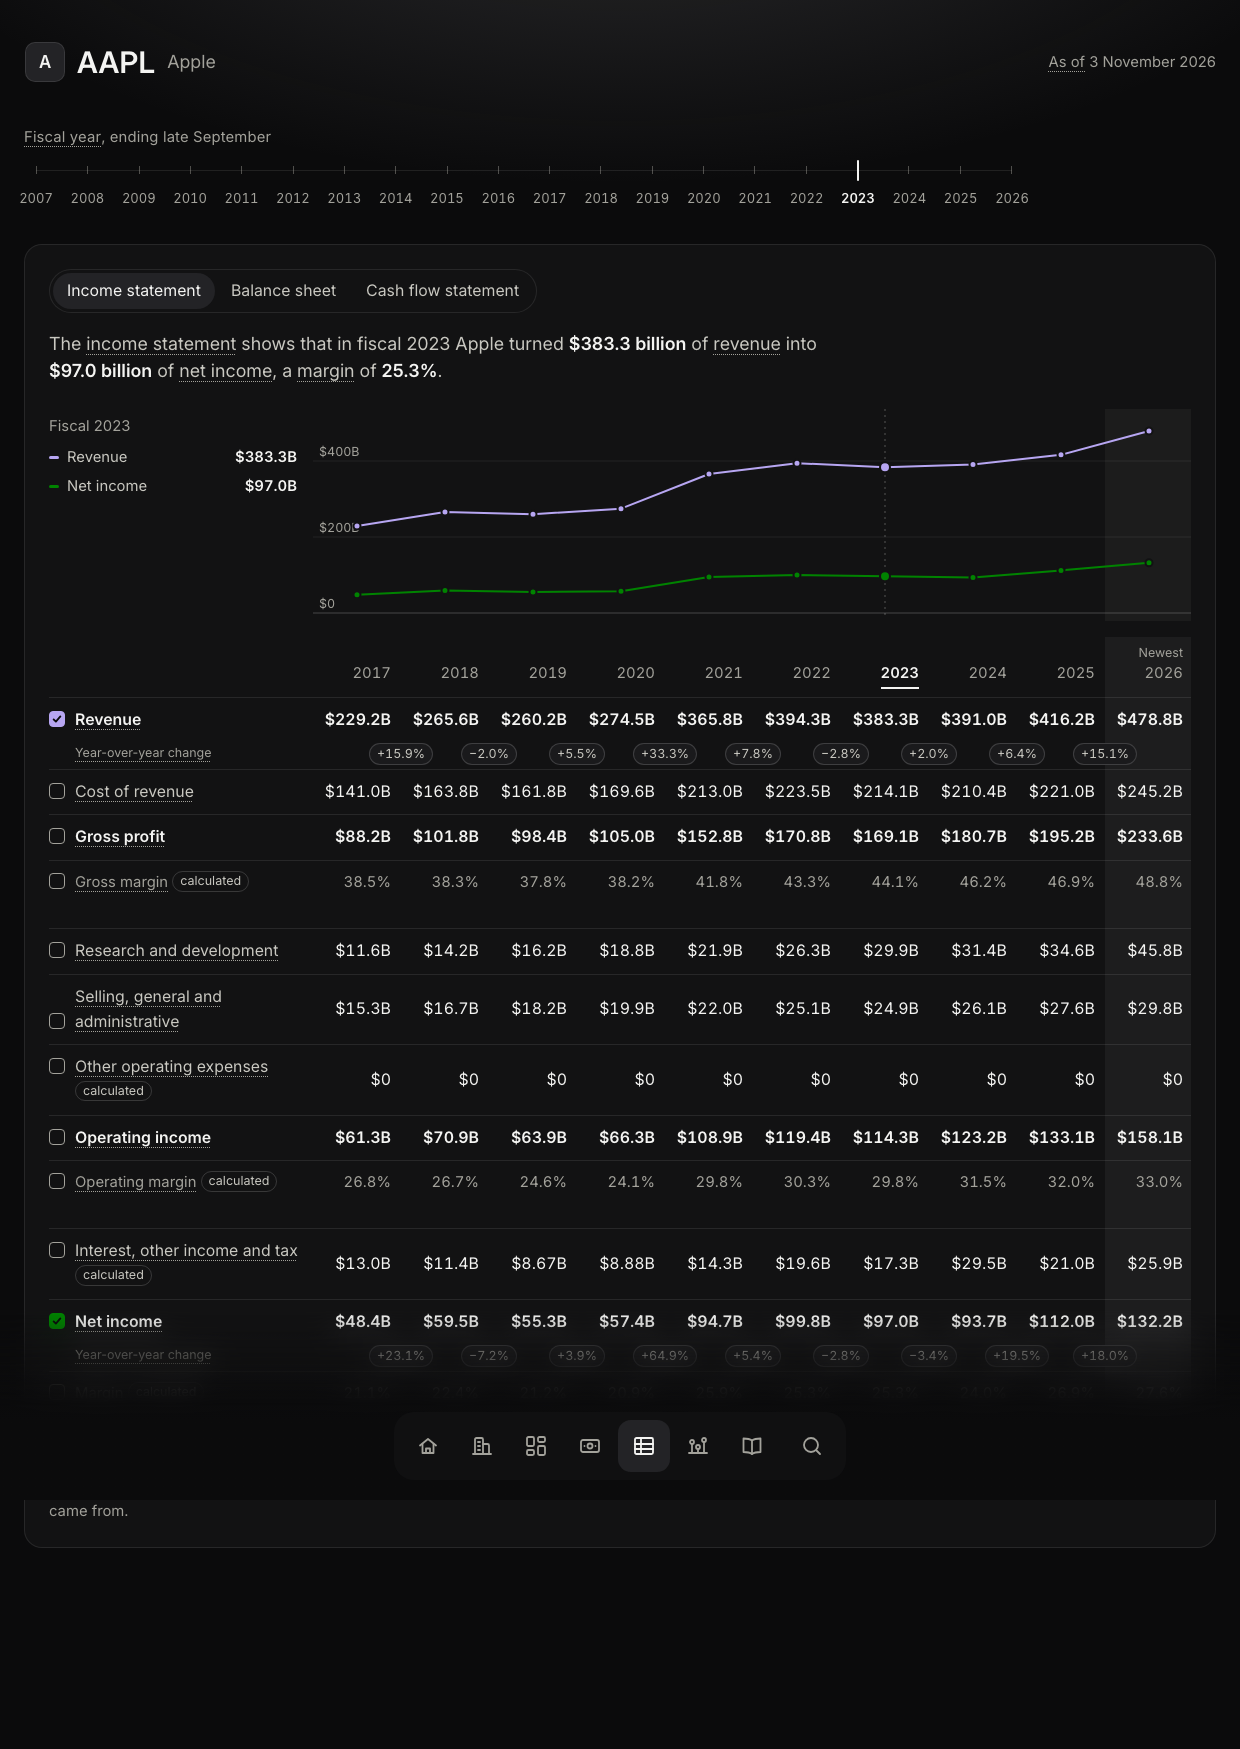 A AAPL Apple
As of 3 November 2026
Fiscal year, ending late September
2007 2008 2009 2010 2011 2012 2013 2014 2015 2016 2017 2018 2019 2020 2021 2022 2023 2024 2025 2026
Income statement Balance sheet Cash flow statement
The income statement shows that in fiscal 2023 Apple turned $383.3 billion of revenue into
$97.0 billion of net income, a margin of 25.3%.
Fiscal 2023
Revenue $383.3B
Net income $97.0B
$400B
$200B
$0
Newest
2017 2018 2019 2020 2021 2022 2023 2024 2025 2026
Revenue $229.2B $265.6B $260.2B $274.5B $365.8B $394.3B $383.3B $391.0B $416.2B $478.8B
Year-over-year change +15.9% −2.0% +5.5% +33.3% +7.8% −2.8% +2.0% +6.4% +15.1%
Cost of revenue $141.0B $163.8B $161.8B $169.6B $213.0B $223.5B $214.1B $210.4B $221.0B $245.2B
Gross profit $88.2B $101.8B $98.4B $105.0B $152.8B $170.8B $169.1B $180.7B $195.2B $233.6B
Gross margin calculated 38.5% 38.3% 37.8% 38.2% 41.8% 43.3% 44.1% 46.2% 46.9% 48.8%
Research and development $11.6B $14.2B $16.2B $18.8B $21.9B $26.3B $29.9B $31.4B $34.6B $45.8B
Selling, general and
administrative $15.3B $16.7B $18.2B $19.9B $22.0B $25.1B $24.9B $26.1B $27.6B $29.8B
Other operating expenses
calculated $0 $0 $0 $0 $0 $0 $0 $0 $0 $0
Operating income $61.3B $70.9B $63.9B $66.3B $108.9B $119.4B $114.3B $123.2B $133.1B $158.1B
Operating margin calculated 26.8% 26.7% 24.6% 24.1% 29.8% 30.3% 29.8% 31.5% 32.0% 33.0%
Interest, other income and tax
calculated $13.0B $11.4B $8.67B $8.88B $14.3B $19.6B $17.3B $29.5B $21.0B $25.9B
Net income $48.4B $59.5B $55.3B $57.4B $94.7B $99.8B $97.0B $93.7B $112.0B $132.2B
Year-over-year change +23.1% −7.2% +3.9% +64.9% +5.4% −2.8% −3.4% +19.5% +18.0%
Margin calculated
came from.